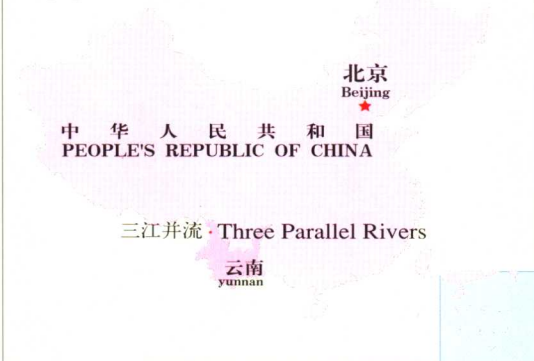 北京
Beijing
中华人民共和国
PEOPLE'S REPUBLIC OF CHINA
三江并流 · Three Parallel Rivers
云南
yunnan